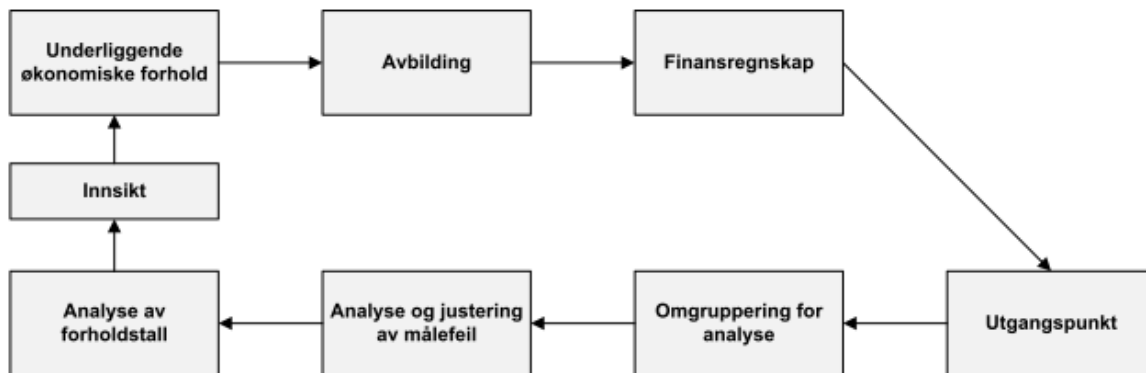 Underliggende
økonomiske forhold
Avbilding
Finansregnskap
Innsikt
Analyse av
forholdstall
Analyse og justering
av målefeil
Omgruppering for
analyse
Utgangspunkt